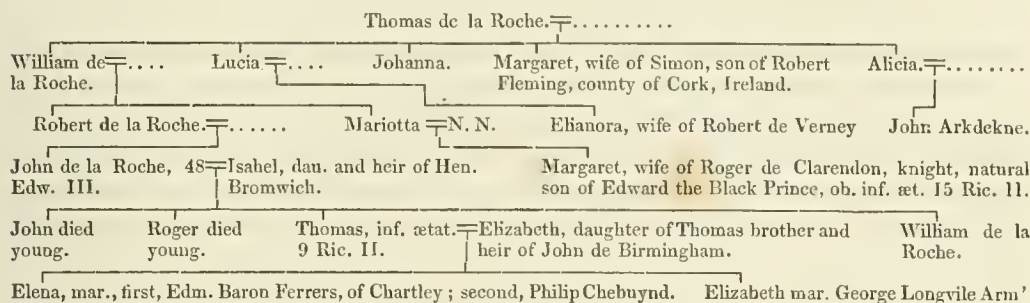 Thomas de la Roche.╤..........
William de╤.... Lucia.╤.... Johanna. Margaret, wife of Simon, son of Robert Alicia.╤........
la Roche. Fleming, county of Cork, Ireland.
Robert de la Roche.╤...... Mariotta╤N. N. Elianora, wife of Robert de Verney John Arkdekne.
John de la Roche, 48╤Isabel, dau. and heir of Hen. Margaret, wife of Roger de Clarendon, knight, natural
Edw. III. Bromwich. son of Edward the Black Prince, ob. inf. æt. 15 Ric. II.
John died Roger died Thomas, inf. ætat.╤Elizabeth, daughter of Thomas brother and William de la
young. young. 9 Ric. II. heir of John de Birmingham. Roche.
Elena, mar., first, Edm. Baron Ferrers, of Chartley; second, Philip Chebuynd. Elizabeth mar. George Longvile Arm'